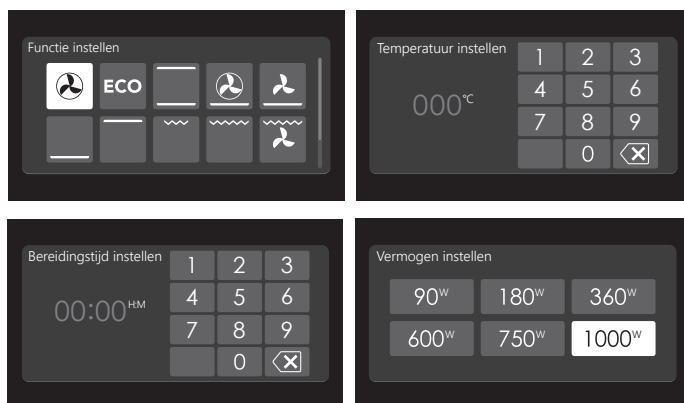 Functie instellen
ECO
Temperatuur instellen
000°C
1 2 3
4 5 6
7 8 9
0
Bereidingstijd instellen
00:00 H:M
1 2 3
4 5 6
7 8 9
0
Vermogen instellen
90W 180W 360W
600W 750W 1000W